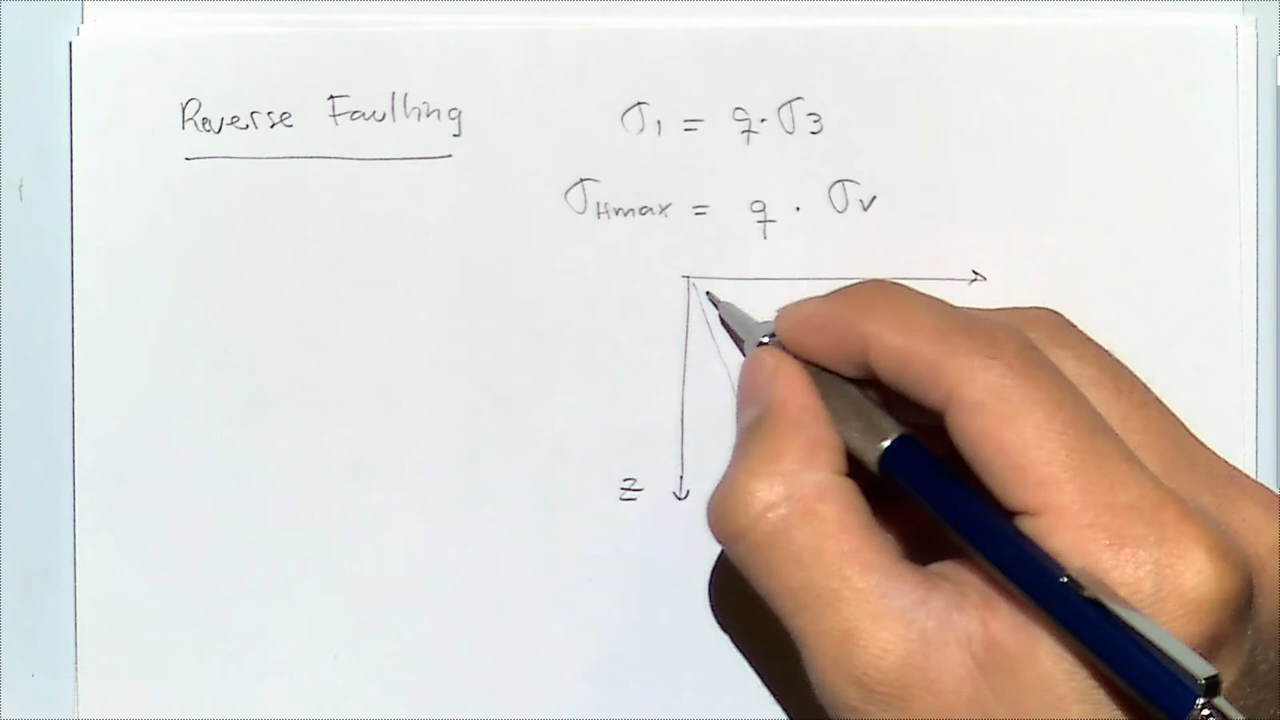 Reverse Faulting
σ1 = q · σ3
σHmax = q · σv
z